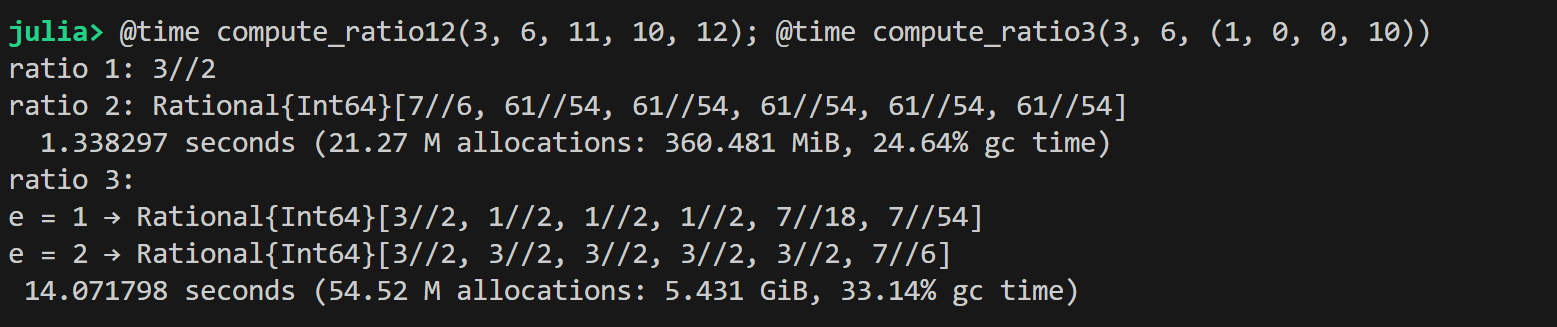 julia> @time compute_ratio12(3, 6, 11, 10, 12); @time compute_ratio3(3, 6, (1, 0, 0, 10))
ratio 1: 3//2
ratio 2: Rational{Int64}[7//6, 61//54, 61//54, 61//54, 61//54, 61//54]
  1.338297 seconds (21.27 M allocations: 360.481 MiB, 24.64% gc time)
ratio 3:
e = 1 → Rational{Int64}[3//2, 1//2, 1//2, 1//2, 7//18, 7//54]
e = 2 → Rational{Int64}[3//2, 3//2, 3//2, 3//2, 3//2, 7//6]
 14.071798 seconds (54.52 M allocations: 5.431 GiB, 33.14% gc time)